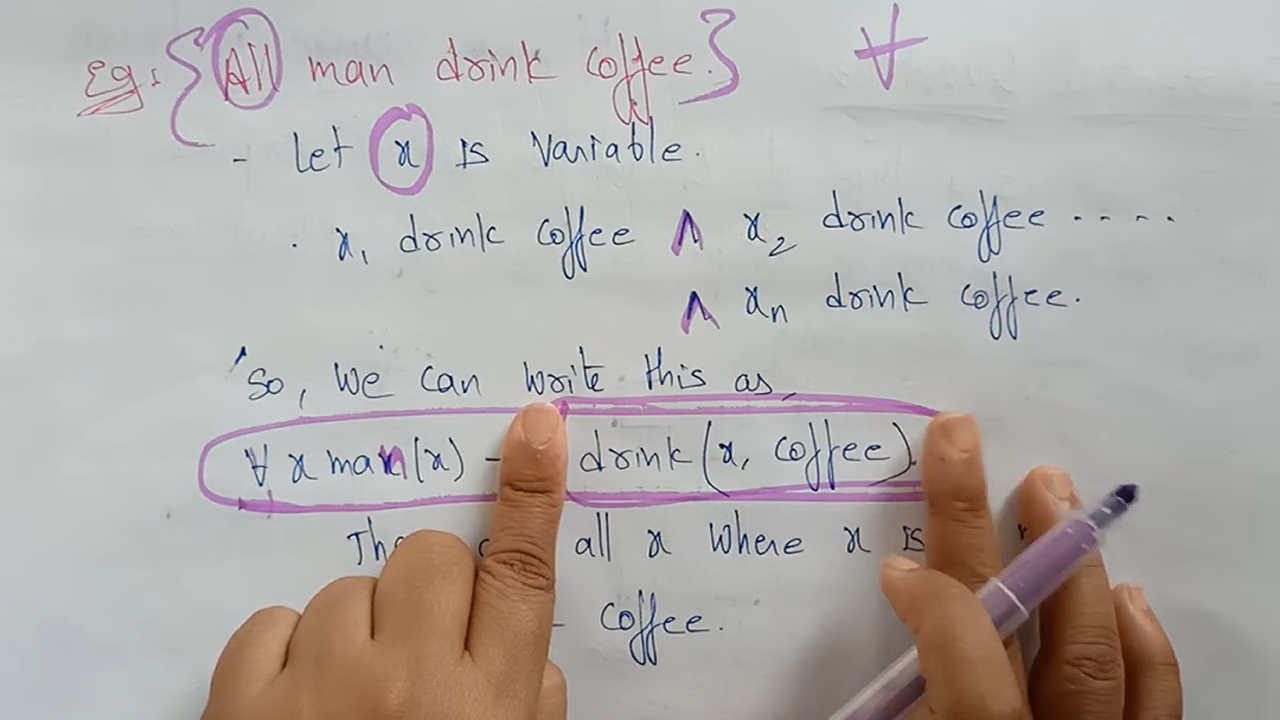 Eg: {All man drink coffee.} ∀
- Let x is variable.
. x₁ drink coffee ∧ x₂ drink coffee .....
∧ xₙ drink coffee.
So, we can write this as,
∀ x man(x) - drink(x, coffee).
all x where x is
coffee.